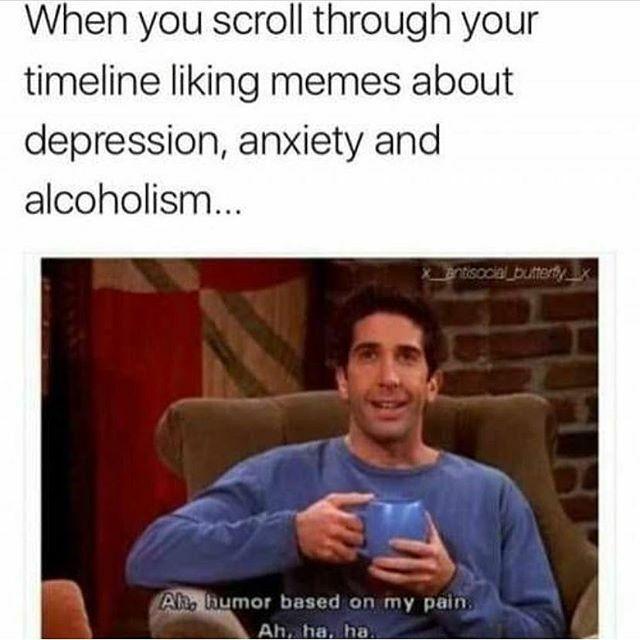 When you scroll through your
timeline liking memes about
depression, anxiety and
alcoholism...
x__antisocial_butterfly__x
Ah, humor based on my pain.
Ah, ha, ha.